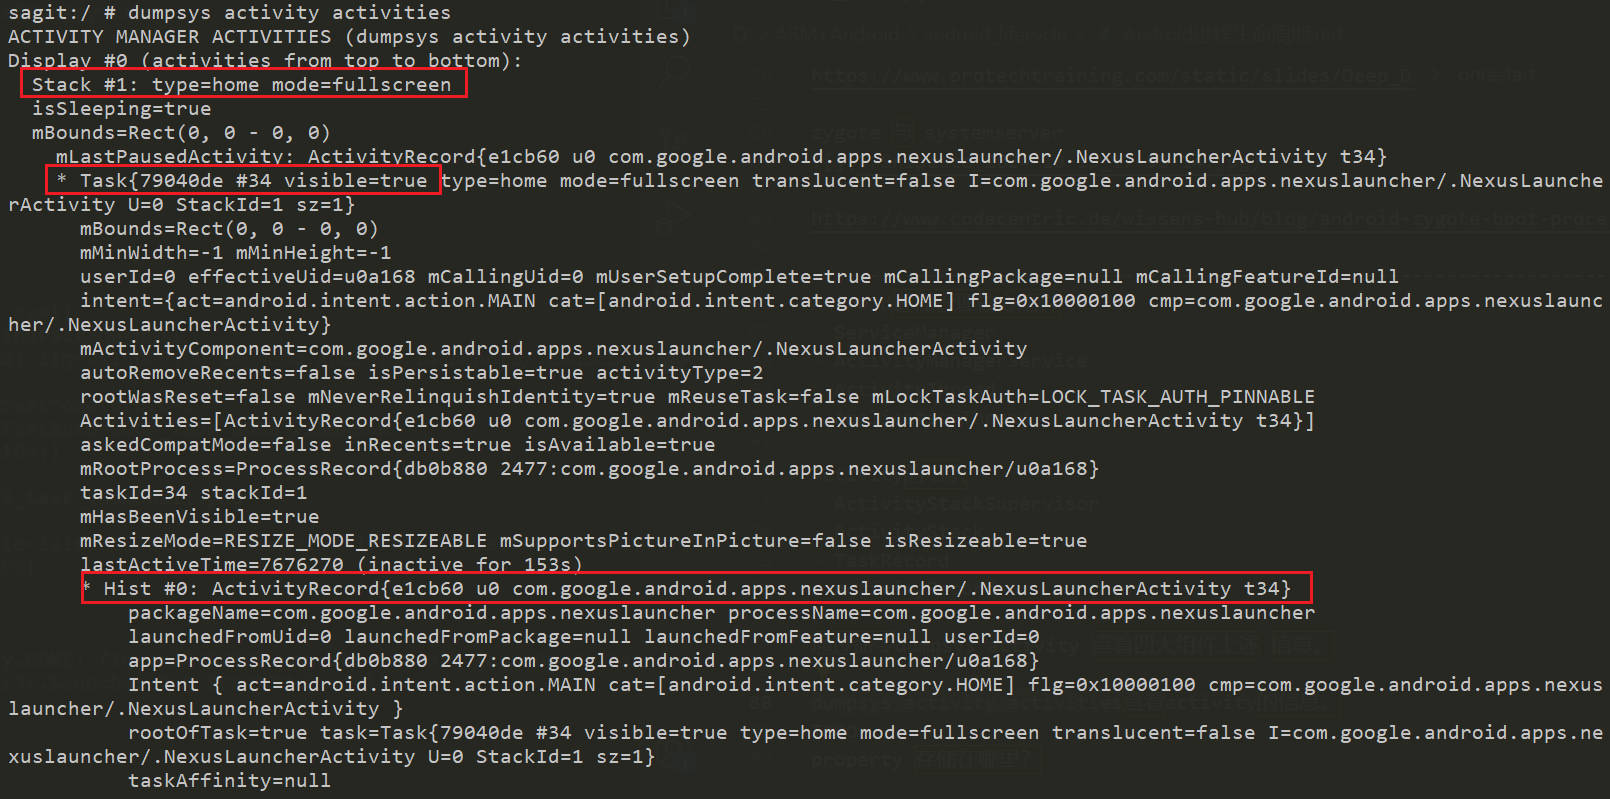 sagit:/ # dumpsys activity activities
ACTIVITY MANAGER ACTIVITIES (dumpsys activity activities)
Display #0 (activities from top to bottom):
Stack #1: type=home mode=fullscreen
isSleeping=true
mBounds=Rect(0, 0 - 0, 0)
mLastPausedActivity: ActivityRecord{e1cb60 u0 com.google.android.apps.nexuslauncher/.NexusLauncherActivity t34}
* Task{79040de #34 visible=true type=home mode=fullscreen translucent=false I=com.google.android.apps.nexuslauncher/.NexusLaunche
rActivity U=0 StackId=1 sz=1}
mBounds=Rect(0, 0 - 0, 0)
mMinWidth=-1 mMinHeight=-1
userId=0 effectiveUid=u0a168 mCallingUid=0 mUserSetupComplete=true mCallingPackage=null mCallingFeatureId=null
intent={act=android.intent.action.MAIN cat=[android.intent.category.HOME] flg=0x10000100 cmp=com.google.android.apps.nexuslaunc
her/.NexusLauncherActivity}
mActivityComponent=com.google.android.apps.nexuslauncher/.NexusLauncherActivity
autoRemoveRecents=false isPersistable=true activityType=2
rootWasReset=false mNeverRelinquishIdentity=true mReuseTask=false mLockTaskAuth=LOCK_TASK_AUTH_PINNABLE
Activities=[ActivityRecord{e1cb60 u0 com.google.android.apps.nexuslauncher/.NexusLauncherActivity t34}]
askedCompatMode=false inRecents=true isAvailable=true
mRootProcess=ProcessRecord{db0b880 2477:com.google.android.apps.nexuslauncher/u0a168}
taskId=34 stackId=1
mHasBeenVisible=true
mResizeMode=RESIZE_MODE_RESIZEABLE mSupportsPictureInPicture=false isResizeable=true
lastActiveTime=7676270 (inactive for 153s)
* Hist #0: ActivityRecord{e1cb60 u0 com.google.android.apps.nexuslauncher/.NexusLauncherActivity t34}
packageName=com.google.android.apps.nexuslauncher processName=com.google.android.apps.nexuslauncher
launchedFromUid=0 launchedFromPackage=null launchedFromFeature=null userId=0
app=ProcessRecord{db0b880 2477:com.google.android.apps.nexuslauncher/u0a168}
Intent { act=android.intent.action.MAIN cat=[android.intent.category.HOME] flg=0x10000100 cmp=com.google.android.apps.nexus
launcher/.NexusLauncherActivity }
rootOfTask=true task=Task{79040de #34 visible=true type=home mode=fullscreen translucent=false I=com.google.android.apps.ne
xuslauncher/.NexusLauncherActivity U=0 StackId=1 sz=1}
taskAffinity=null